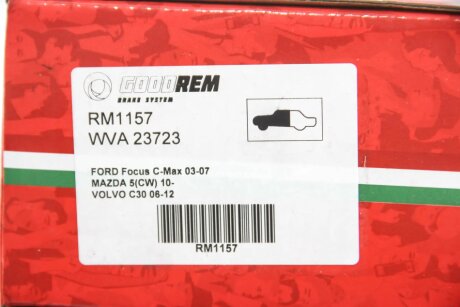 GOODREM
BRAKE SYSTEM
RM1157
WVA 23723
FORD Focus C-Max 03-07
MAZDA 5(CW) 10-
VOLVO C30 06-12
RM1157